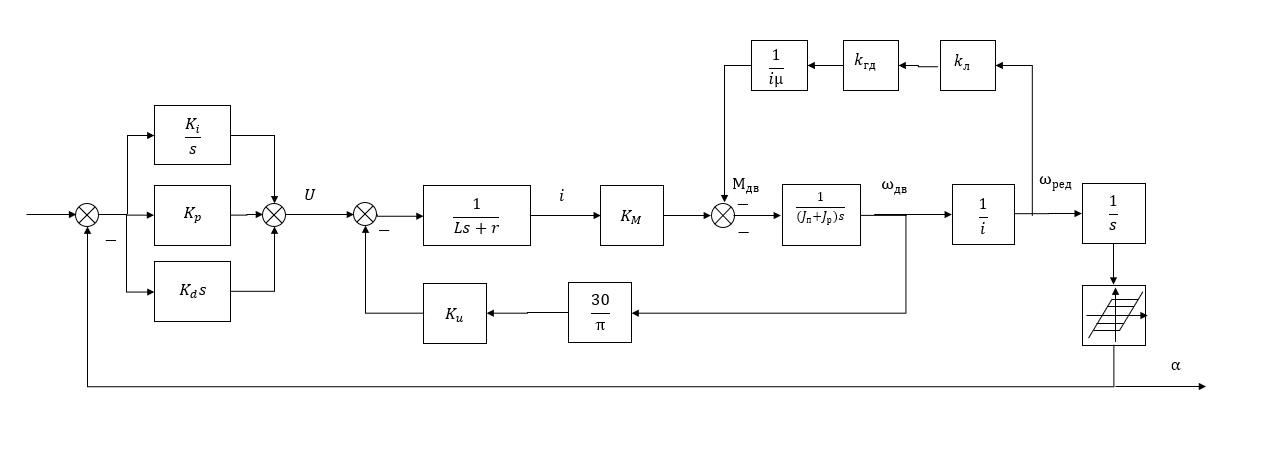 1
iμ
k_гд
k_л
K_i
s
K_p
K_d s
−
U
−
1
Ls + r
i
K_M
M_дв
−
−
1
(J_п+J_р)s
ω_дв
1
i
ω_ред
1
s
K_u
30
π
α